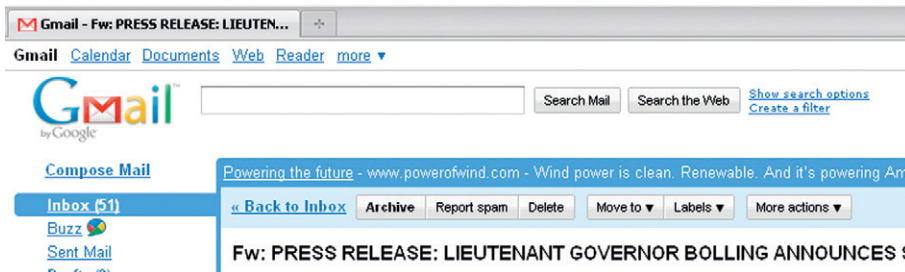 Gmail - Fw: PRESS RELEASE: LIEUTEN...
Gmail Calendar Documents Web Reader more ▼
Gmail™
by Google
Search Mail Search the Web Show search options
Create a filter
Compose Mail
Powering the future - www.powerofwind.com - Wind power is clean. Renewable. And it's powering Am
Inbox (51)
« Back to Inbox Archive Report spam Delete Move to ▼ Labels ▼ More actions ▼
Buzz
Sent Mail
Fw: PRESS RELEASE: LIEUTENANT GOVERNOR BOLLING ANNOUNCES S